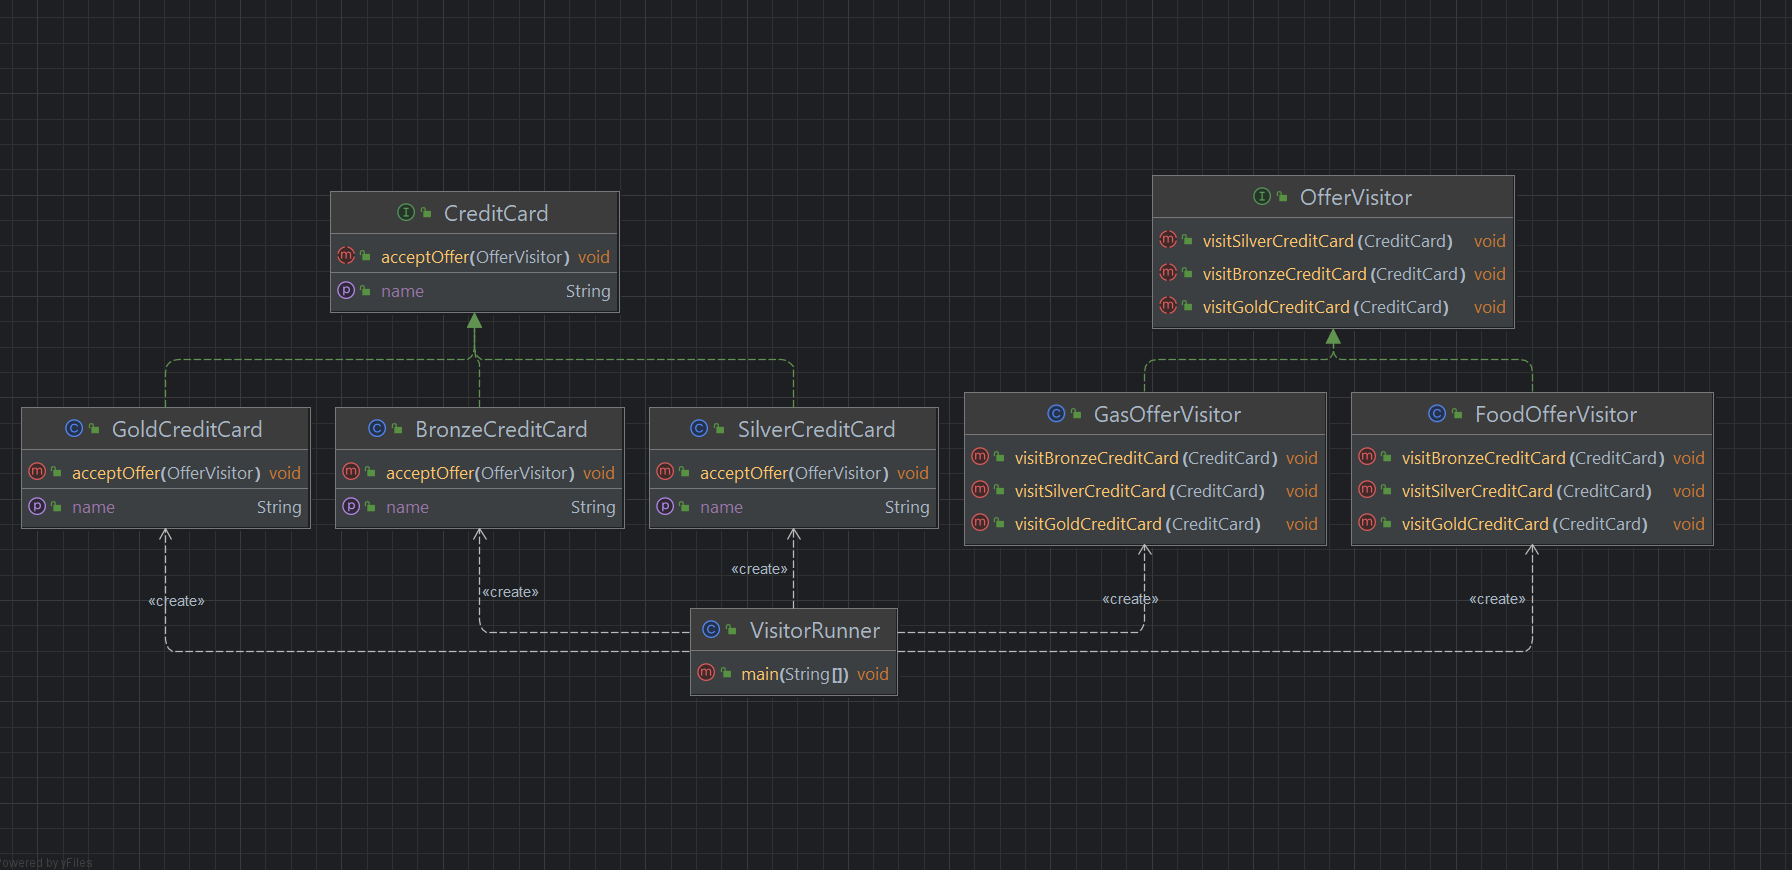 CreditCard
acceptOffer(OfferVisitor) void
name String
OfferVisitor
visitSilverCreditCard(CreditCard) void
visitBronzeCreditCard(CreditCard) void
visitGoldCreditCard(CreditCard) void
GoldCreditCard
acceptOffer(OfferVisitor) void
name String
BronzeCreditCard
acceptOffer(OfferVisitor) void
name String
SilverCreditCard
acceptOffer(OfferVisitor) void
name String
GasOfferVisitor
visitBronzeCreditCard(CreditCard) void
visitSilverCreditCard(CreditCard) void
visitGoldCreditCard(CreditCard) void
FoodOfferVisitor
visitBronzeCreditCard(CreditCard) void
visitSilverCreditCard(CreditCard) void
visitGoldCreditCard(CreditCard) void
«create»
«create»
«create»
«create»
«create»
VisitorRunner
main(String[]) void
Powered by yFiles